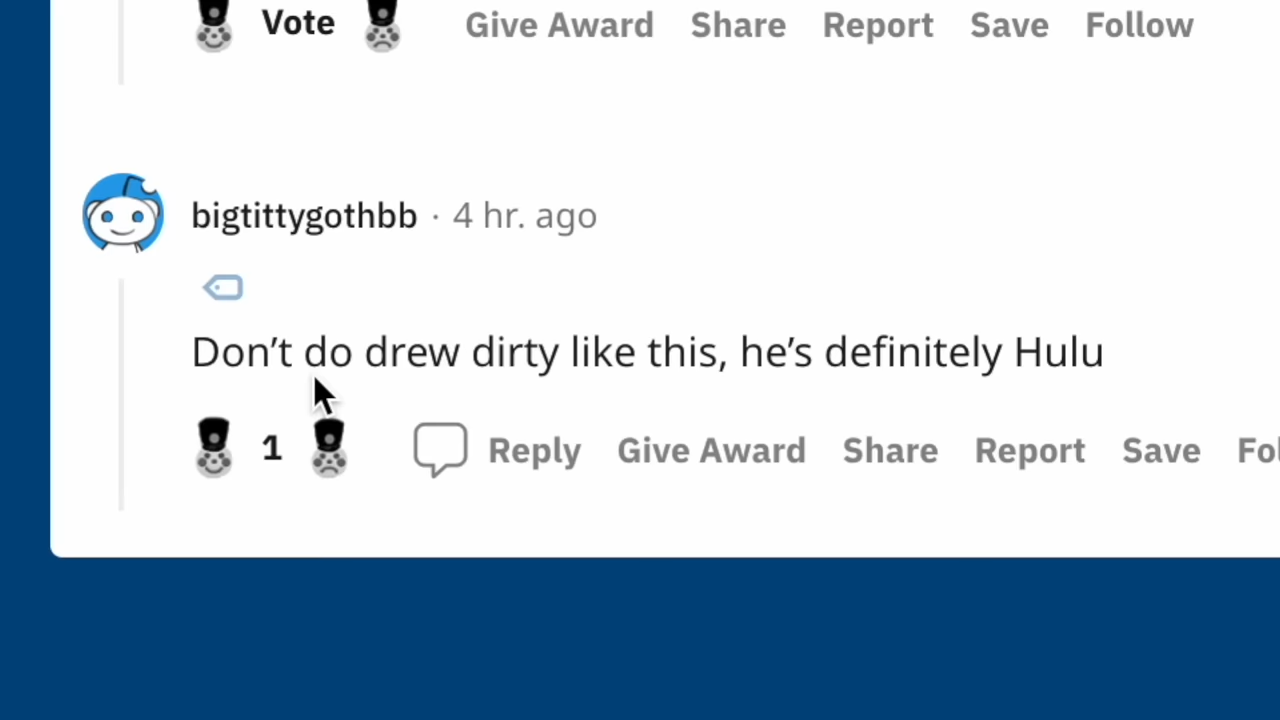 Vote Give Award Share Report Save Follow
bigtittygothbb · 4 hr. ago
Don’t do drew dirty like this, he’s definitely Hulu
1 Reply Give Award Share Report Save Fol